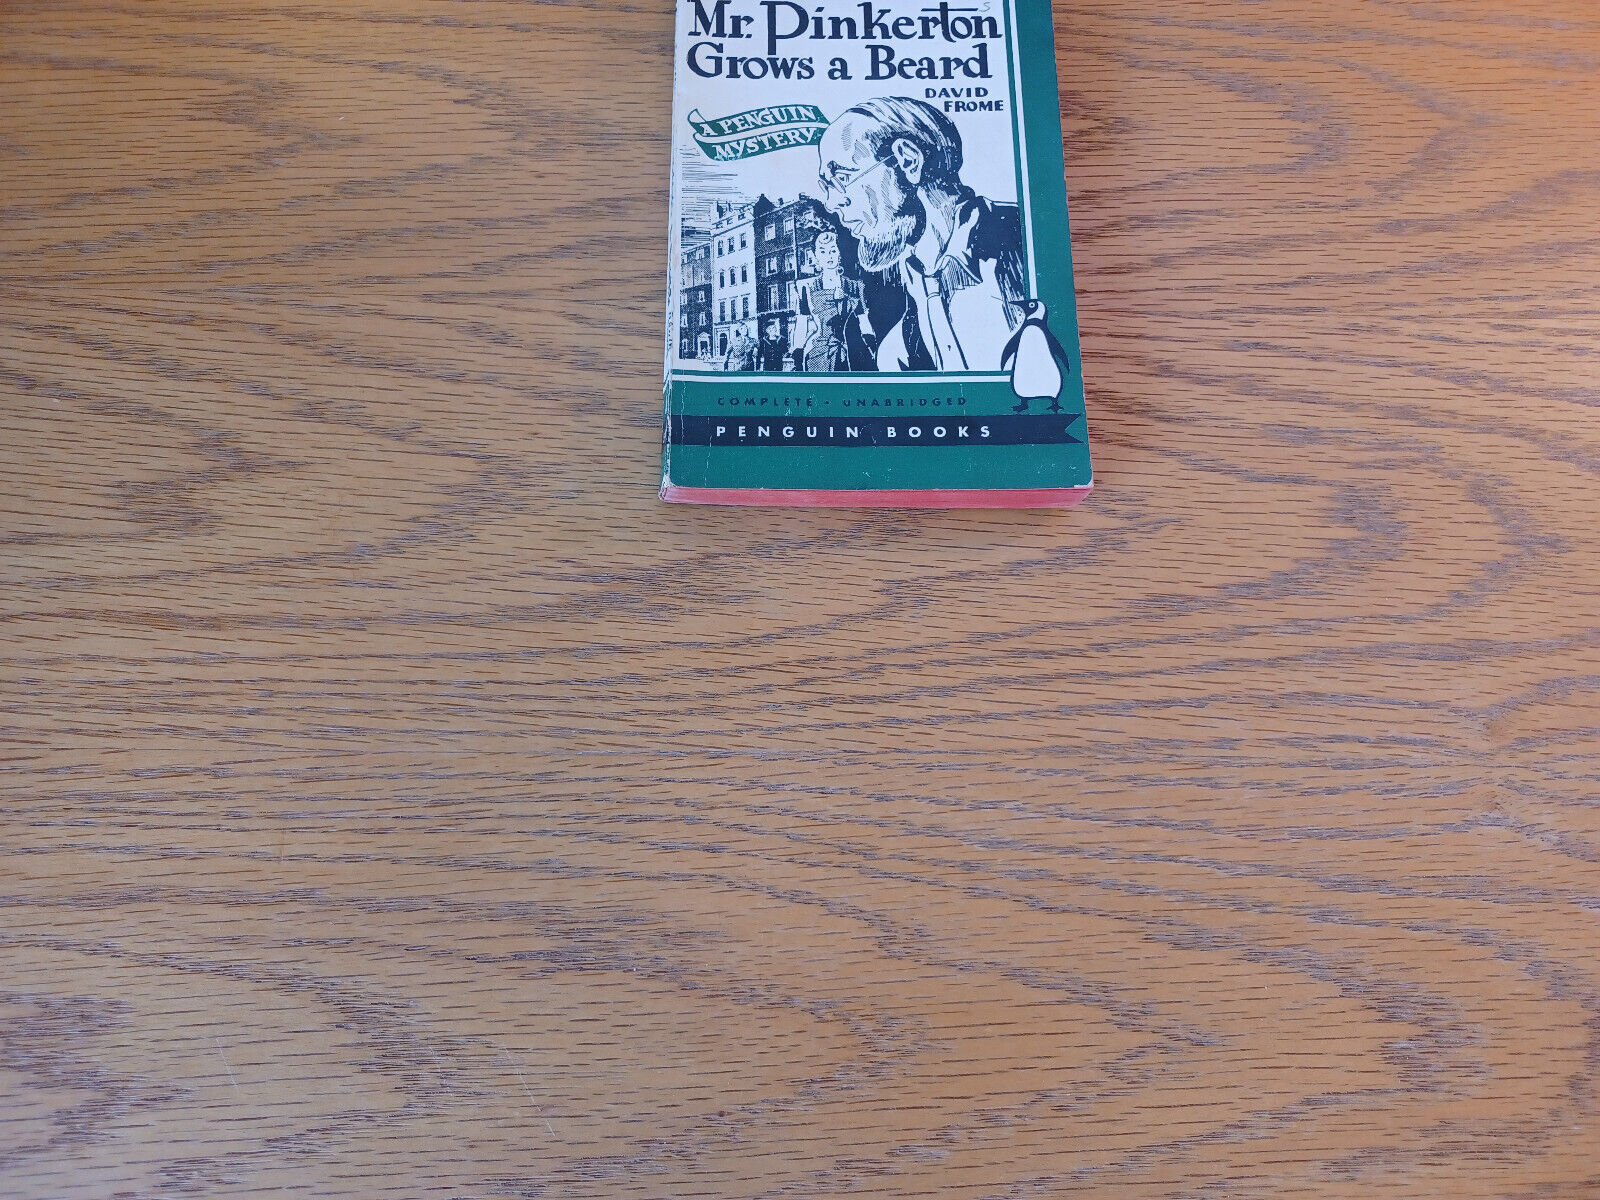 Mr. Pinkerton
Grows a Beard
DAVID
FROME
A PENGUIN
MYSTERY
COMPLETE · UNABRIDGED
PENGUIN BOOKS